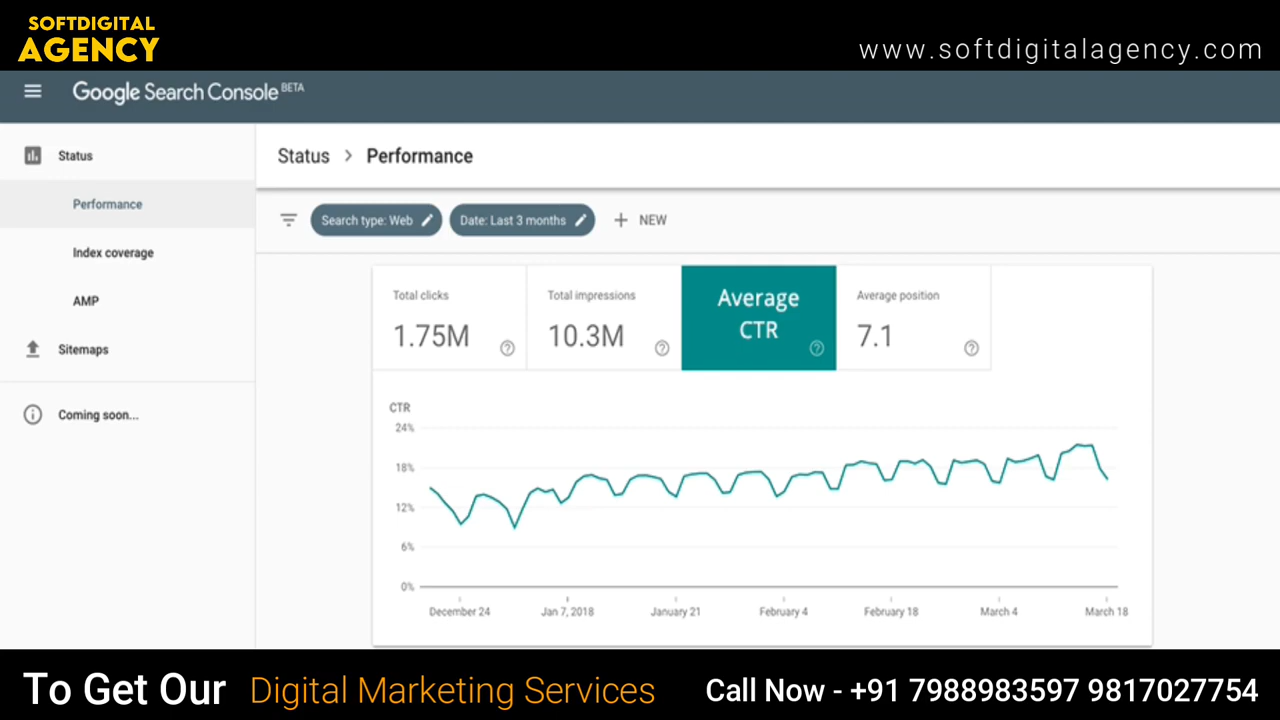 SOFTDIGITAL
AGENCY
www.softdigitalagency.com
Google Search Console BETA
Status
Performance
Index coverage
AMP
Sitemaps
Coming soon...
Status > Performance
Search type: Web
Date: Last 3 months
+ NEW
Total clicks
1.75M
Total impressions
10.3M
Average
CTR
Average position
7.1
CTR
24%
18%
12%
6%
0%
December 24
Jan 7, 2018
January 21
February 4
February 18
March 4
March 18
To Get Our Digital Marketing Services
Call Now - +91 7988983597 9817027754